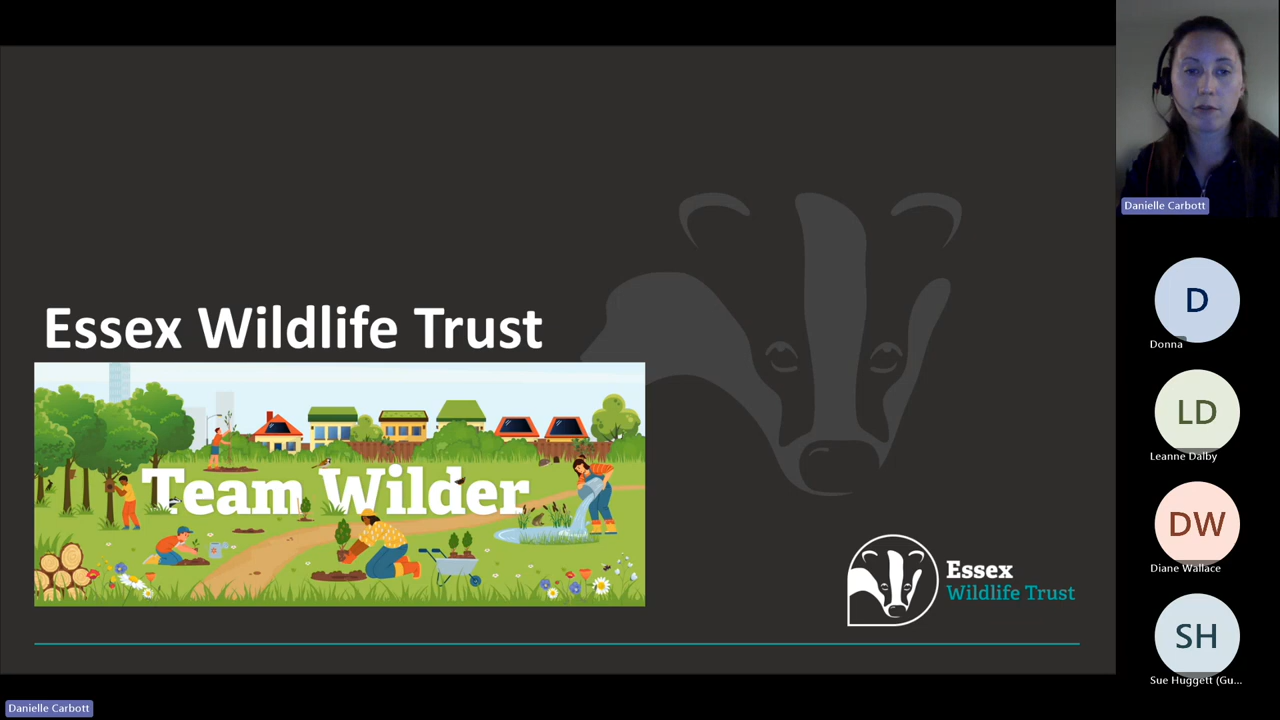 Essex Wildlife Trust
Team Wilder
Essex
Wildlife Trust
Danielle Carbott
D
Donna
LD
Leanne Dalby
DW
Diane Wallace
SH
Sue Huggett (Gu...
Danielle Carbott